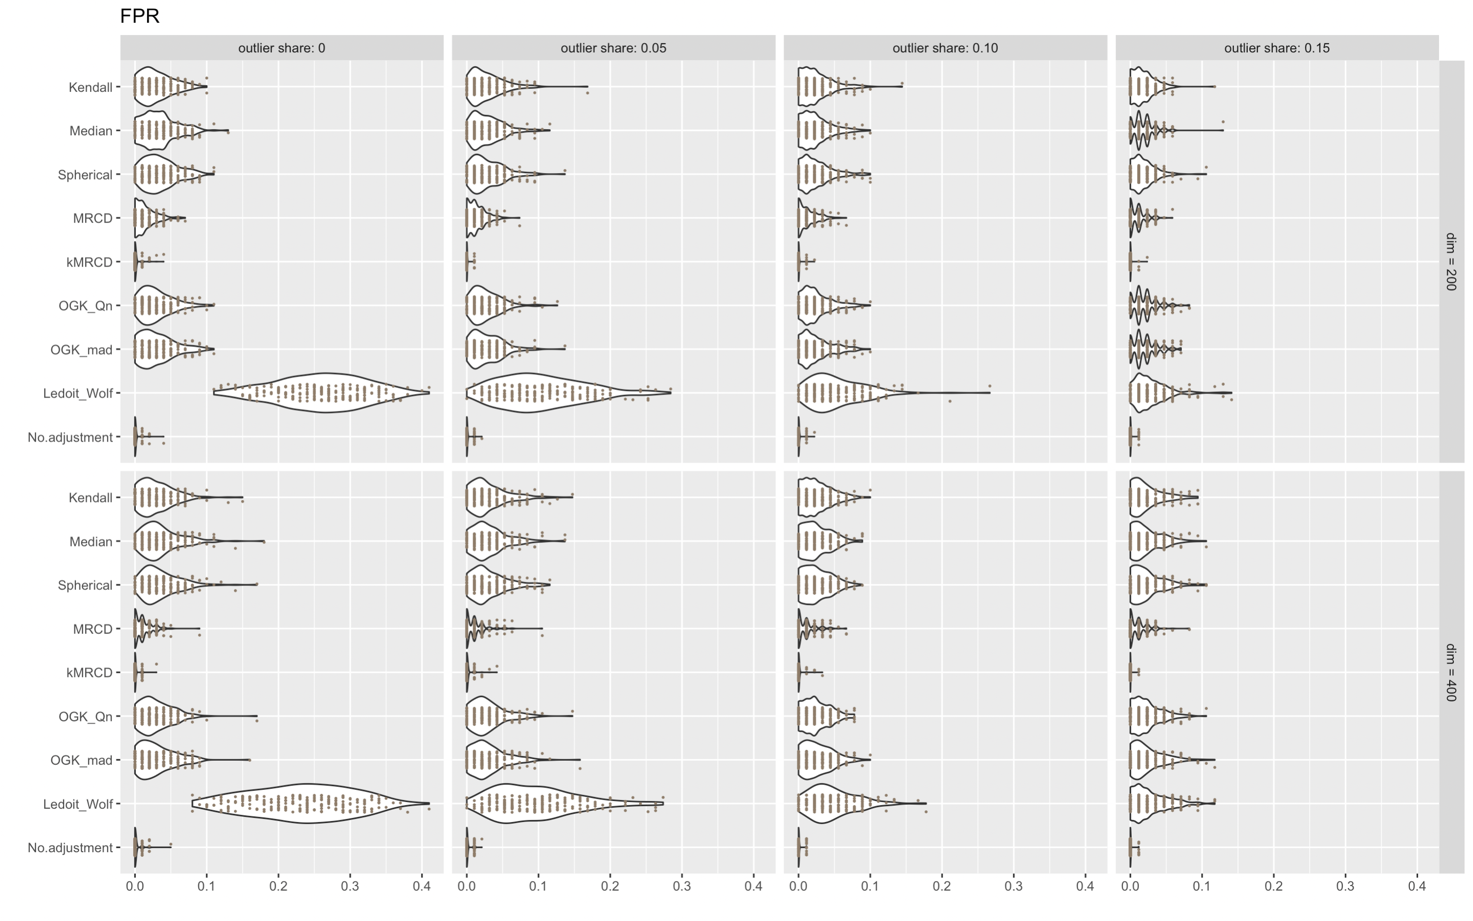 FPR
outlier share: 0
outlier share: 0.05
outlier share: 0.10
outlier share: 0.15
Kendall
Median
Spherical
MRCD
kMRCD
OGK_Qn
OGK_mad
Ledoit_Wolf
No.adjustment
dim = 200
Kendall
Median
Spherical
MRCD
kMRCD
OGK_Qn
OGK_mad
Ledoit_Wolf
No.adjustment
dim = 400
0.0 0.1 0.2 0.3 0.4
0.0 0.1 0.2 0.3 0.4
0.0 0.1 0.2 0.3 0.4
0.0 0.1 0.2 0.3 0.4